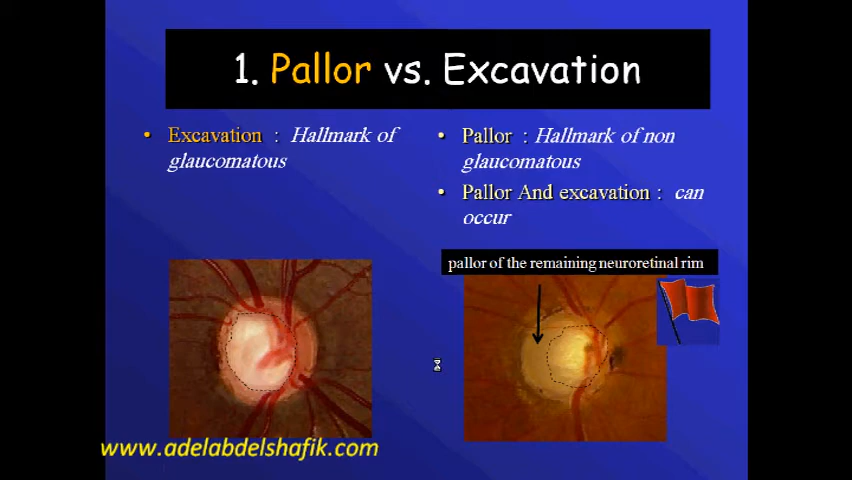 1. Pallor vs. Excavation
• Excavation : Hallmark of
glaucomatous
• Pallor : Hallmark of non
glaucomatous
• Pallor And excavation : can
occur
pallor of the remaining neuroretinal rim
www.adelabdelshafik.com